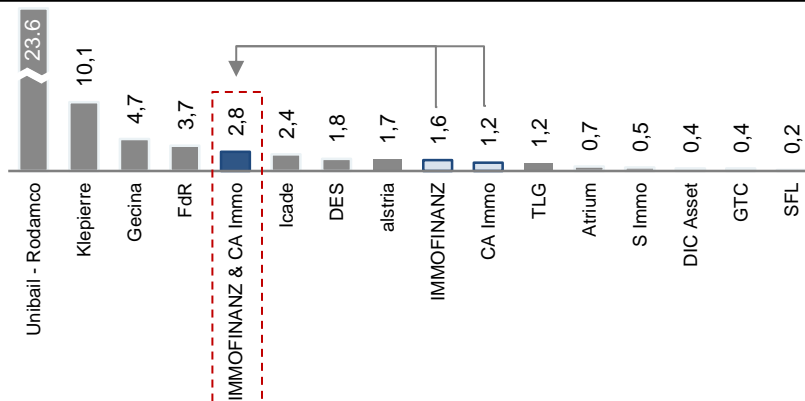 23.6
10,1
4,7
3,7
2,8
2,4
1,8
1,7
1,6
1,2
1,2
0,7
0,5
0,4
0,4
0,2
Unibail - Rodamco
Klepierre
Gecina
FdR
IMMOFINANZ & CA Immo
Icade
DES
alstria
IMMOFINANZ
CA Immo
TLG
Atrium
S Immo
DIC Asset
GTC
SFL